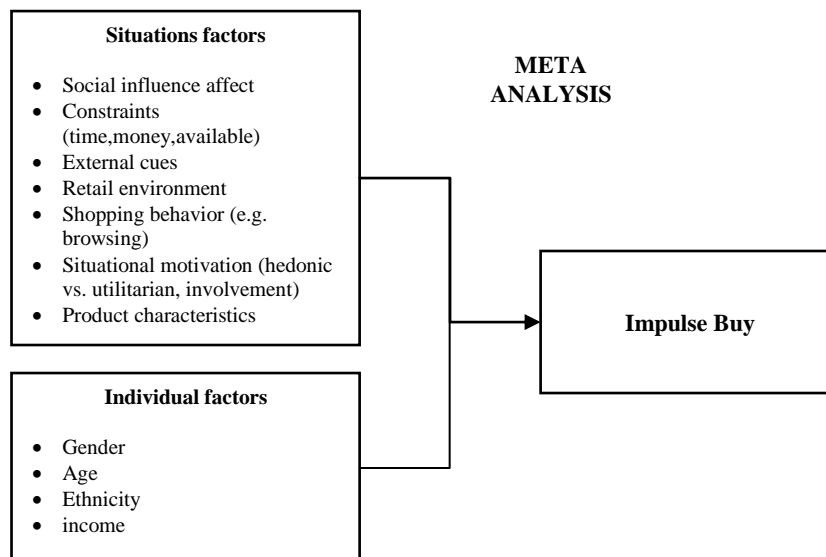 Situations factors
• Social influence affect
• Constraints
(time,money,available)
• External cues
• Retail environment
• Shopping behavior (e.g.
browsing)
• Situational motivation (hedonic
vs. utilitarian, involvement)
• Product characteristics
META
ANALYSIS
Impulse Buy
Individual factors
• Gender
• Age
• Ethnicity
• income